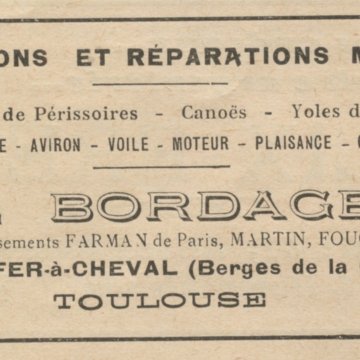 ONS ET RÉPARATIONS M
de Périssoires - Canoës - Yoles d
E - AVIRON - VOILE - MOTEUR - PLAISANCE -
BORDAGE
sements FARMAN de Paris, MARTIN, FOU
FER-à-CHEVAL (Berges de la
TOULOUSE